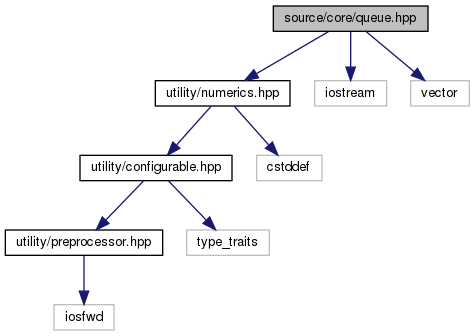 source/core/queue.hpp
utility/numerics.hpp
iostream
vector
utility/configurable.hpp
cstddef
utility/preprocessor.hpp
type_traits
iosfwd